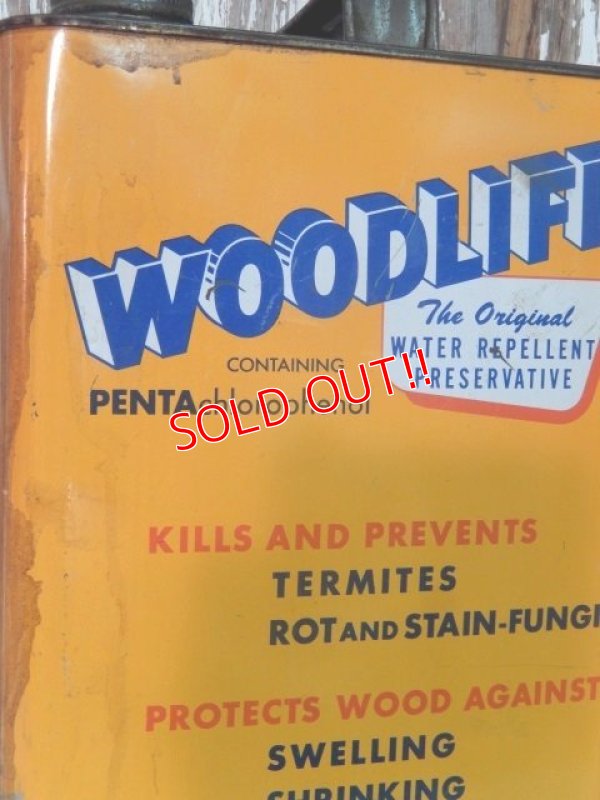 WOODLIFE
The Original
WATER REPELLENT
PRESERVATIVE
CONTAINING
PENTAchlorophenol
SOLD OUT!!
KILLS AND PREVENTS
TERMITES
ROT AND STAIN-FUNGI
PROTECTS WOOD AGAINST
SWELLING
SHRINKING